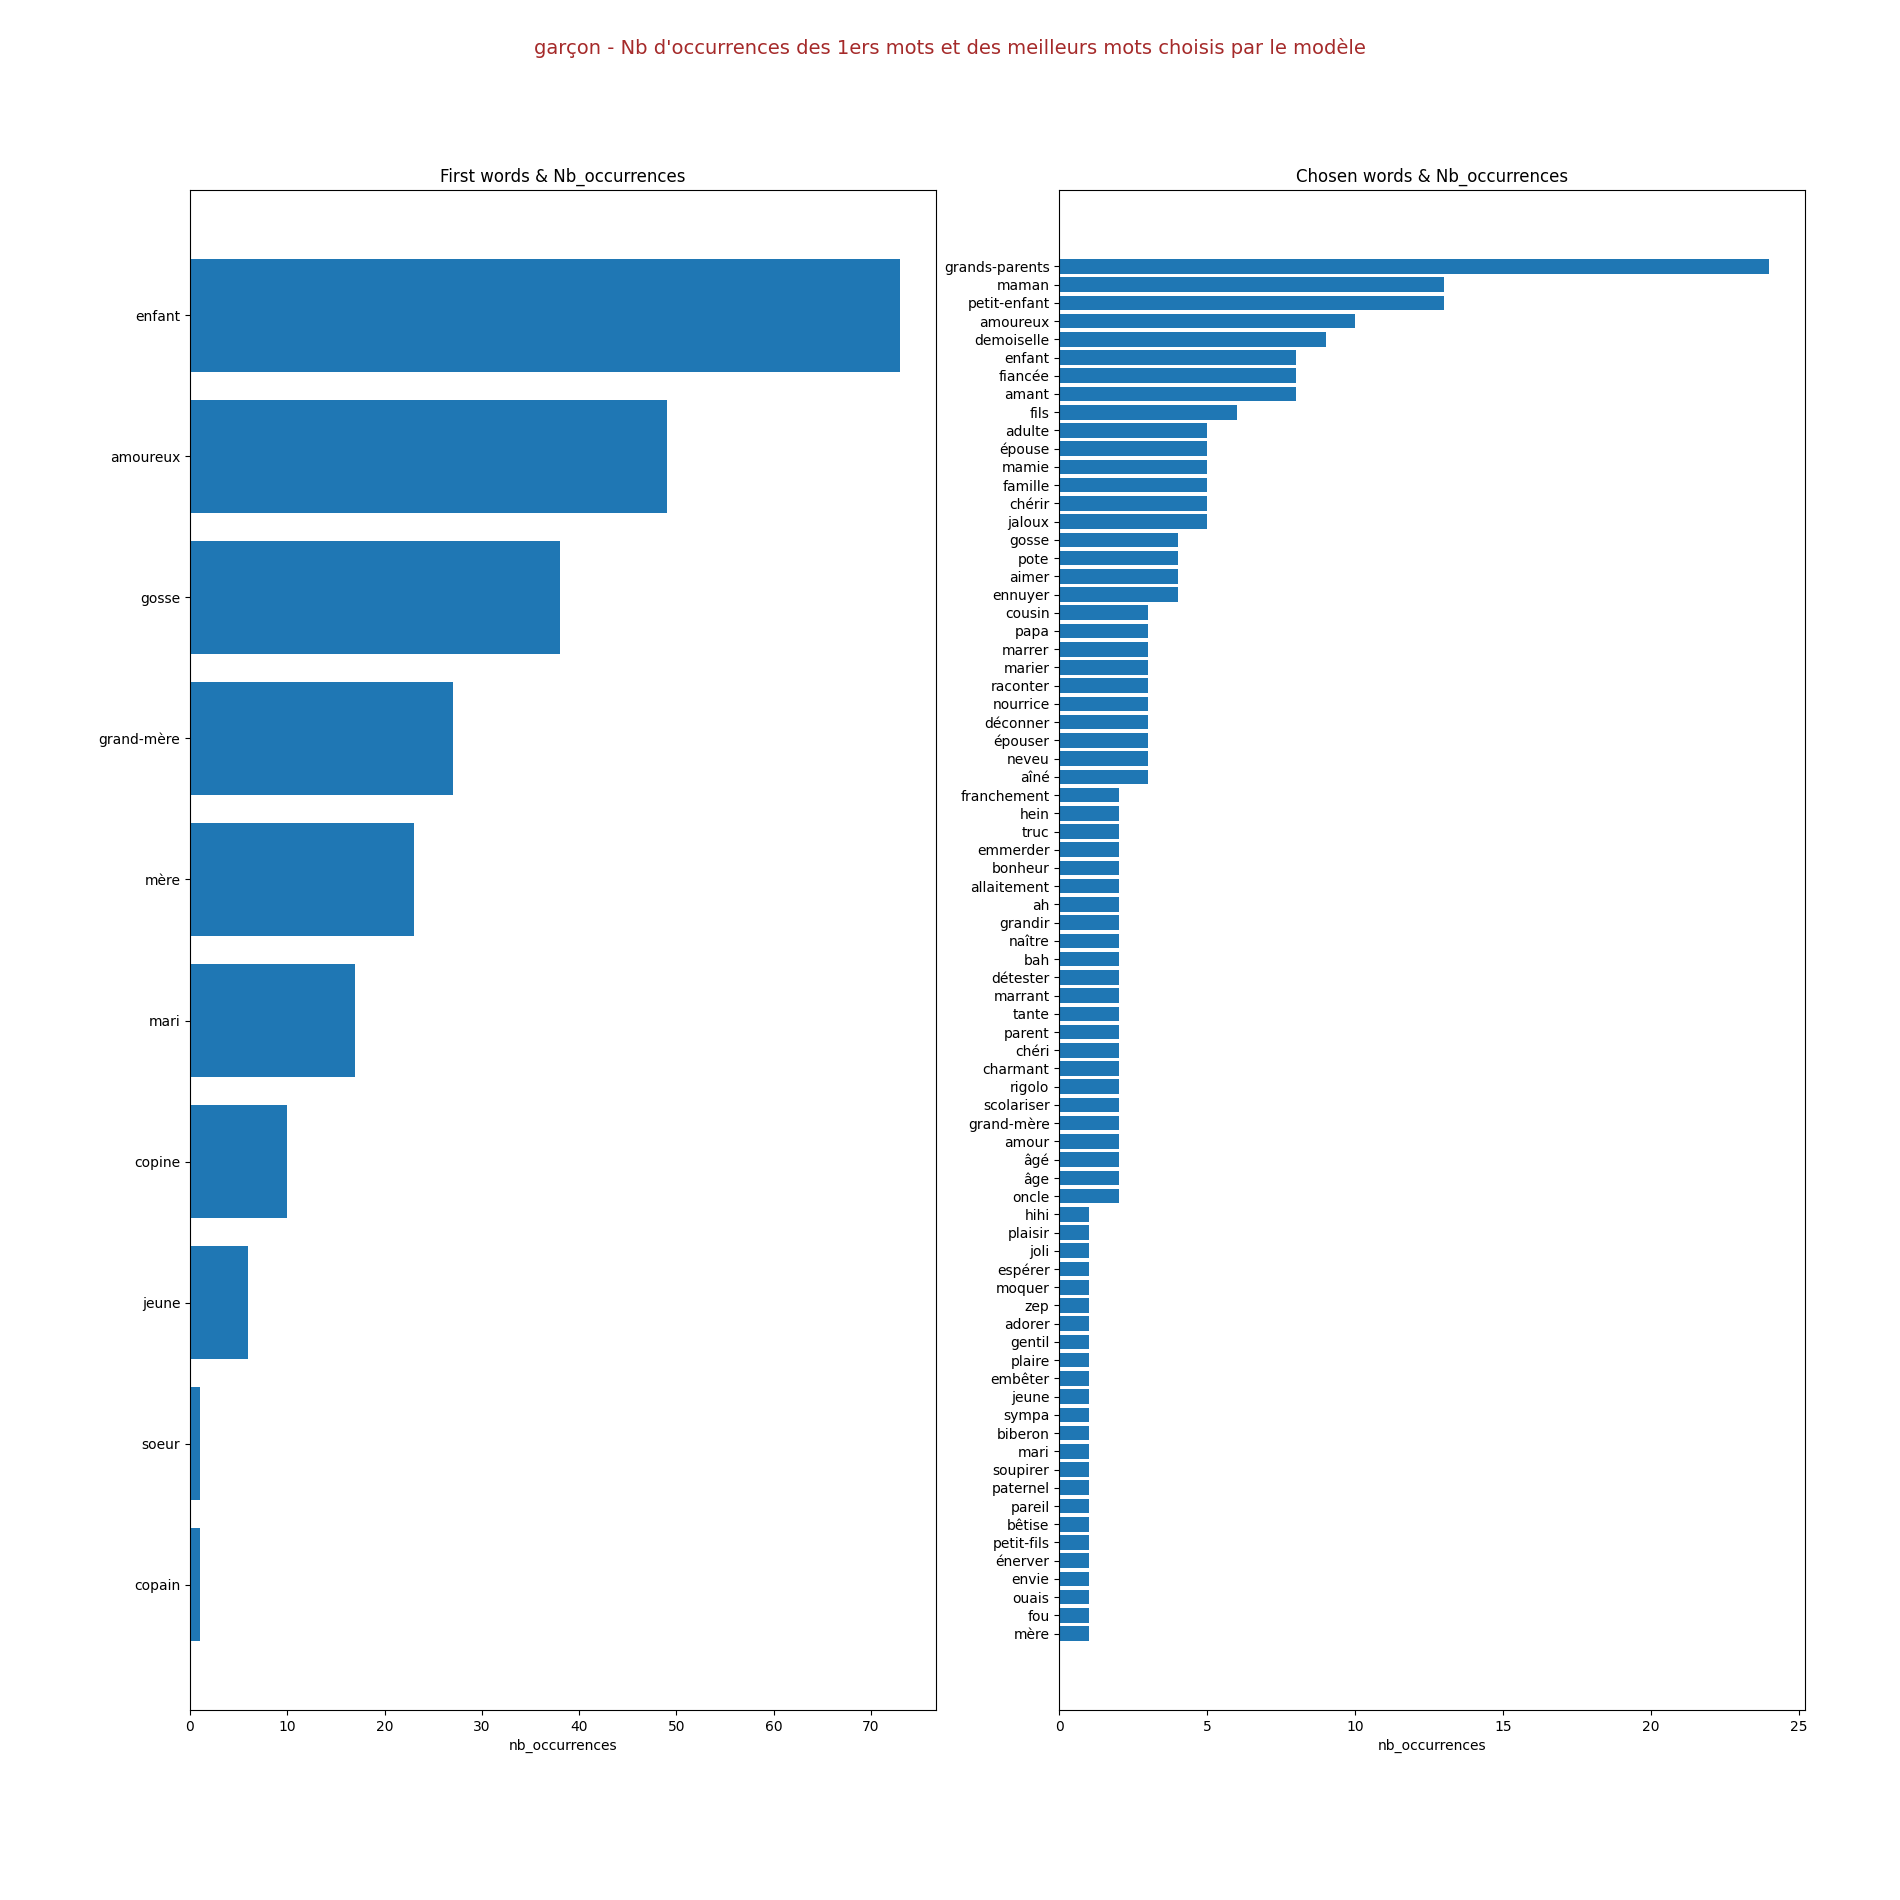 garçon - Nb d'occurrences des 1ers mots et des meilleurs mots choisis par le modèle
First words & Nb_occurrences
enfant
amoureux
gosse
grand-mère
mère
mari
copine
jeune
soeur
copain
0 10 20 30 40 50 60 70
nb_occurrences
Chosen words & Nb_occurrences
grands-parents
maman
petit-enfant
amoureux
demoiselle
enfant
fiancée
amant
fils
adulte
épouse
mamie
famille
chérir
jaloux
gosse
pote
aimer
ennuyer
cousin
papa
marrer
marier
raconter
nourrice
déconner
épouser
neveu
aîné
franchement
hein
truc
emmerder
bonheur
allaitement
ah
grandir
naître
bah
détester
marrant
tante
parent
chéri
charmant
rigolo
scolariser
grand-mère
amour
âgé
âge
oncle
hihi
plaisir
joli
espérer
moquer
zep
adorer
gentil
plaire
embêter
jeune
sympa
biberon
mari
soupirer
paternel
pareil
bêtise
petit-fils
énerver
envie
ouais
fou
mère
0 5 10 15 20 25
nb_occurrences